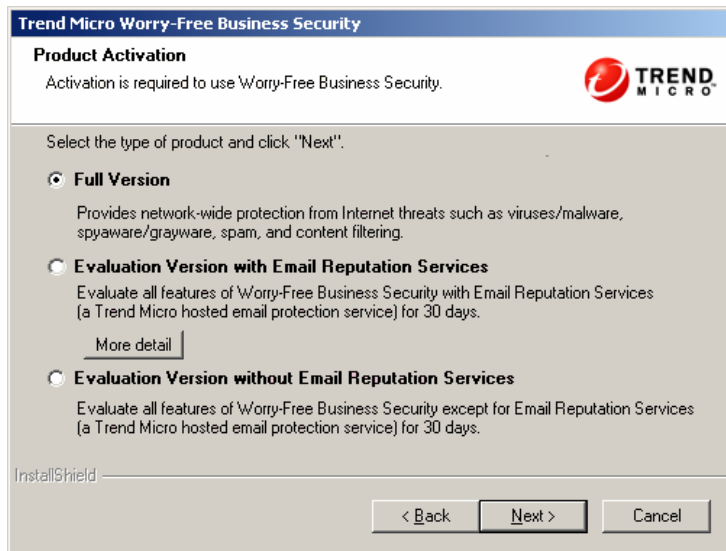 Trend Micro Worry-Free Business Security
Product Activation
Activation is required to use Worry-Free Business Security.
TREND
MICRO
Select the type of product and click "Next".
Full Version
Provides network-wide protection from Internet threats such as viruses/malware,
spyaware/grayware, spam, and content filtering.
Evaluation Version with Email Reputation Services
Evaluate all features of Worry-Free Business Security with Email Reputation Services
(a Trend Micro hosted email protection service) for 30 days.
More detail
Evaluation Version without Email Reputation Services
Evaluate all features of Worry-Free Business Security except for Email Reputation Services
(a Trend Micro hosted email protection service) for 30 days.
InstallShield
< Back
Next >
Cancel